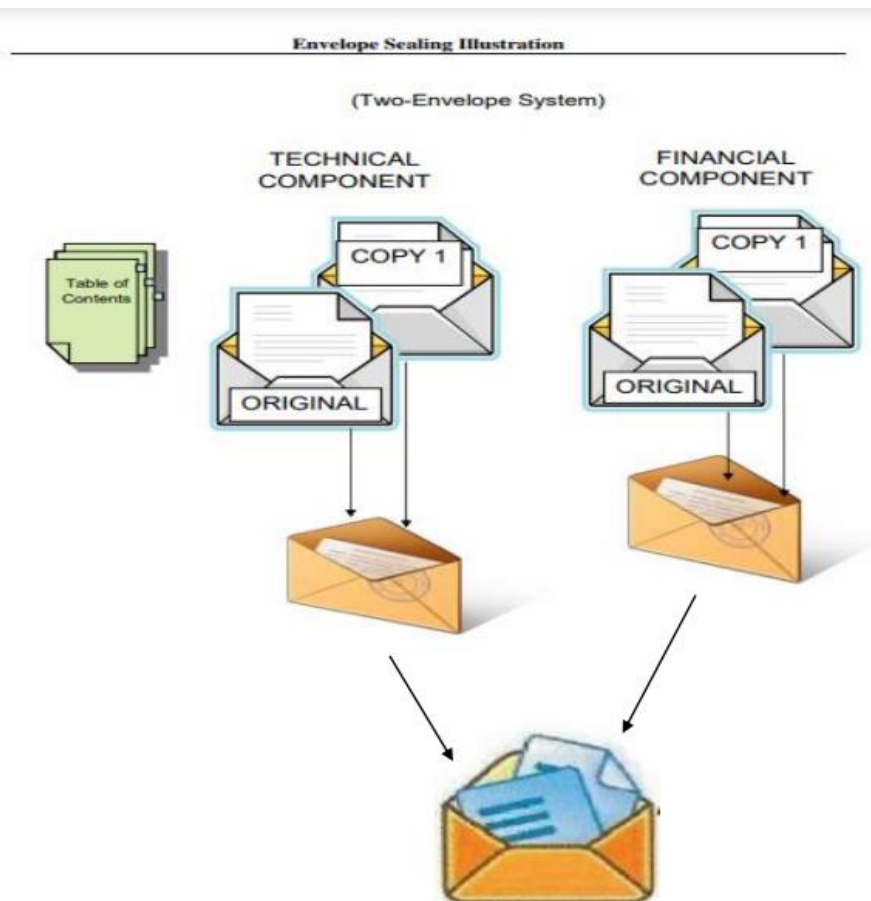 Envelope Sealing Illustration
(Two-Envelope System)
TECHNICAL
COMPONENT
FINANCIAL
COMPONENT
Table of
Contents
COPY 1
ORIGINAL
COPY 1
ORIGINAL